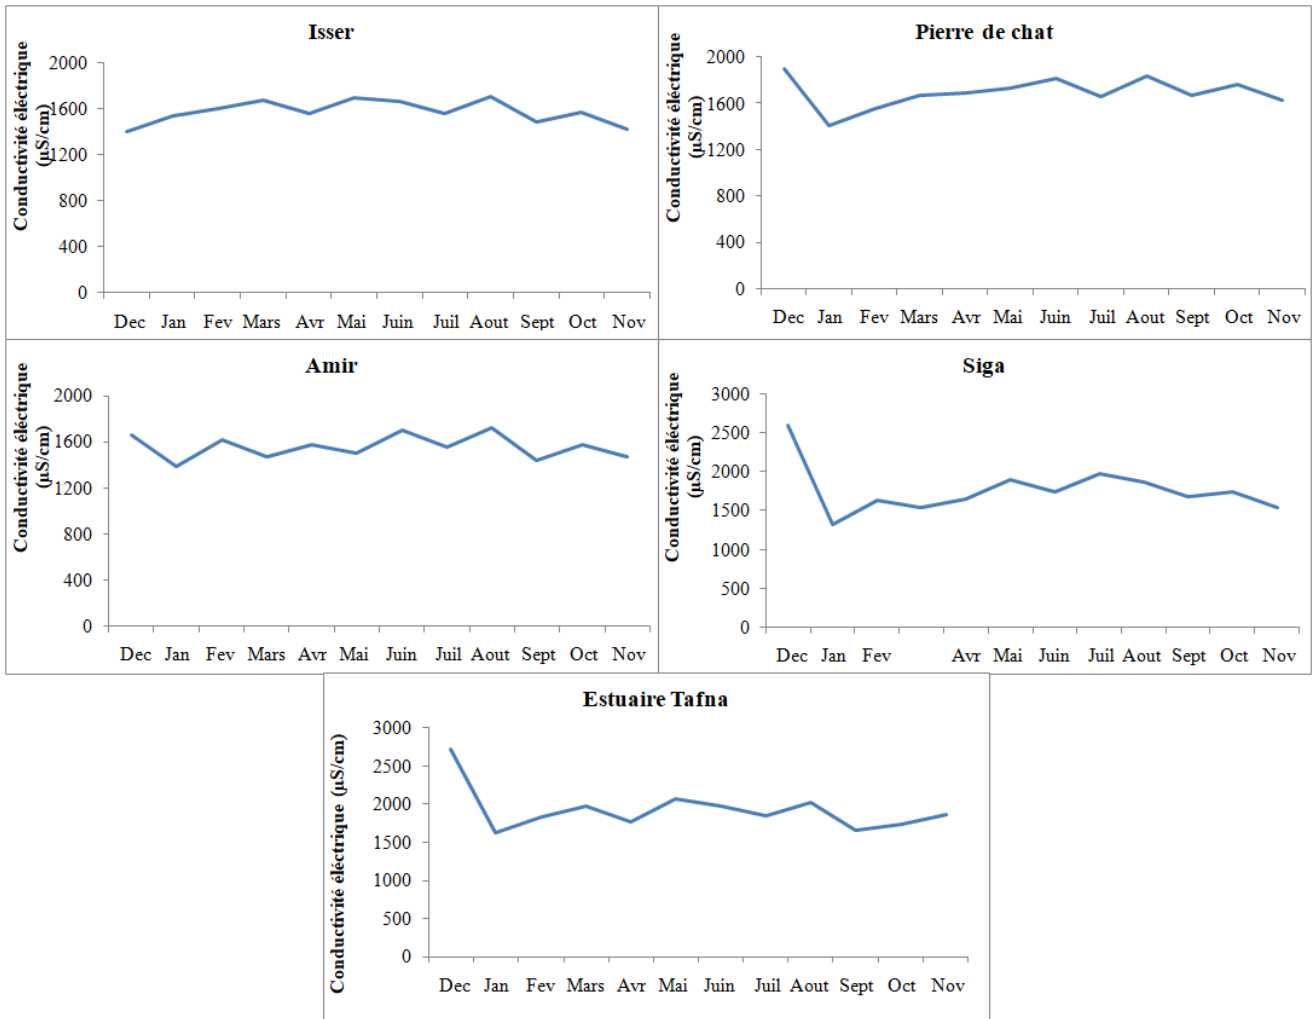 Isser
Conductivité éléctrique
(µS/cm)
2000
1600
1200
800
400
0
Dec Jan Fev Mars Avr Mai Juin Juil Aout Sept Oct Nov
Pierre de chat
Conductivité éléctrique
(µS/cm)
2000
1600
1200
800
400
0
Dec Jan Fev Mars Avr Mai Juin Juil Aout Sept Oct Nov
Amir
Conductivité éléctrique
(µS/cm)
2000
1600
1200
800
400
0
Dec Jan Fev Mars Avr Mai Juin Juil Aout Sept Oct Nov
Siga
Conductivité éléctrique
(µS/cm)
3000
2500
2000
1500
1000
500
0
Dec Jan Fev Avr Mai Juin Juil Aout Sept Oct Nov
Estuaire Tafna
Conductivité éléctrique (µS/cm)
3000
2500
2000
1500
1000
500
0
Dec Jan Fev Mars Avr Mai Juin Juil Aout Sept Oct Nov